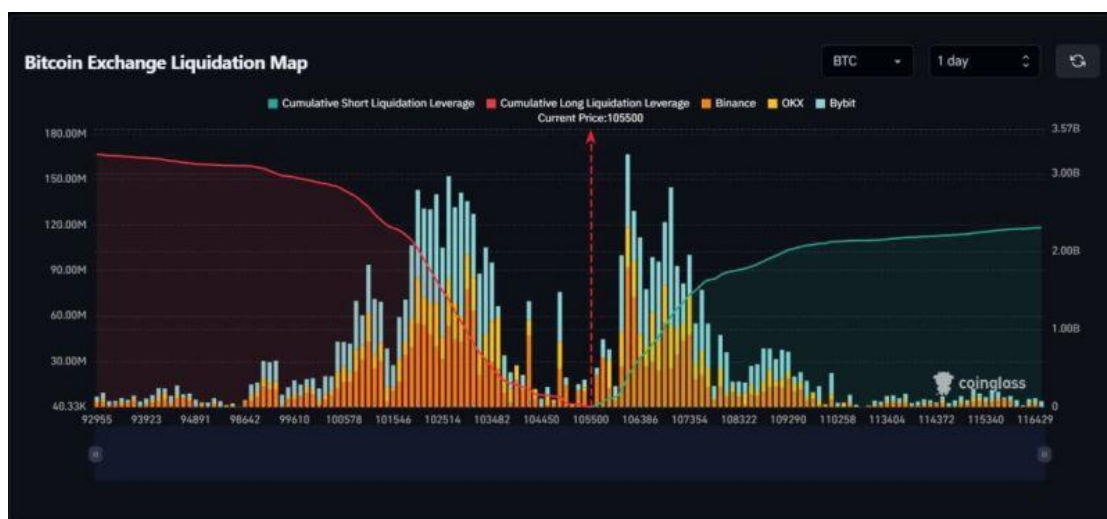 Bitcoin Exchange Liquidation Map
BTC
1 day
Cumulative Short Liquidation Leverage Cumulative Long Liquidation Leverage Binance OKX Bybit
Current Price:105500
180.00M
150.00M
120.00M
90.00M
60.00M
30.00M
40.33K
3.57B
3.00B
2.00B
1.00B
0
coinglass
92955 93923 94891 98642 99610 100578 101546 102514 103482 104450 105500 106386 107354 108322 109290 110258 113404 114372 115340 116429